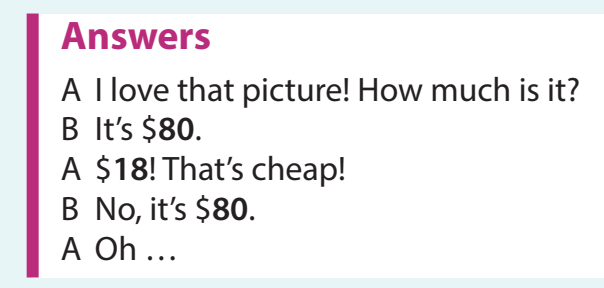 Answers
A I love that picture! How much is it?
B It’s $80.
A $18! That’s cheap!
B No, it’s $80.
A Oh …